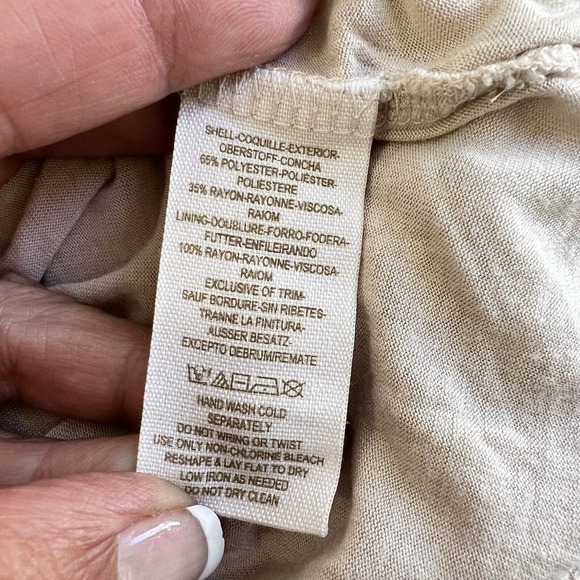 SHELL-COQUILLE-EXTERIOR-
OBERSTOFF-CONCHA
65% POLYESTER-POLIESTER-
POLIESTERE
35% RAYON-RAYON-VISCOSA-
RAIOM
LINING-DOUBLURE-FORRO-FODERA-
FUTTER-ENFILEIRANDO
100% RAYON-RAYON-VISCOSA-
RAIOM
EXCLUSIVE OF TRIM-
SAUF BORDURE-SIN RIBETES-
TRANNE LA FINITURA-
AUSSER BESATZ-
EXCEPTO DEBRUM/REMATE
HAND WASH COLD
SEPARATELY
DO NOT WRING OR TWIST
USE ONLY NON-CHLORINE BLEACH
RESHAPE & LAY FLAT TO DRY
LOW IRON AS NEEDED
DO NOT DRY CLEAN